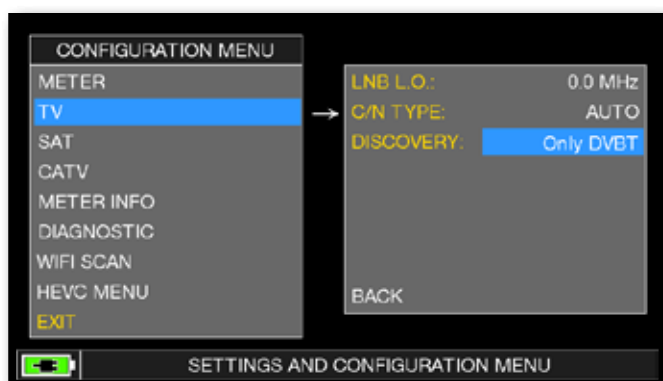 CONFIGURATION MENU
METER
TV
SAT
CATV
METER INFO
DIAGNOSTIC
WIFI SCAN
HEVC MENU
EXIT
→
LNB L.O.: 0.0 MHz
C/N TYPE: AUTO
DISCOVERY: Only DVBT
BACK
SETTINGS AND CONFIGURATION MENU